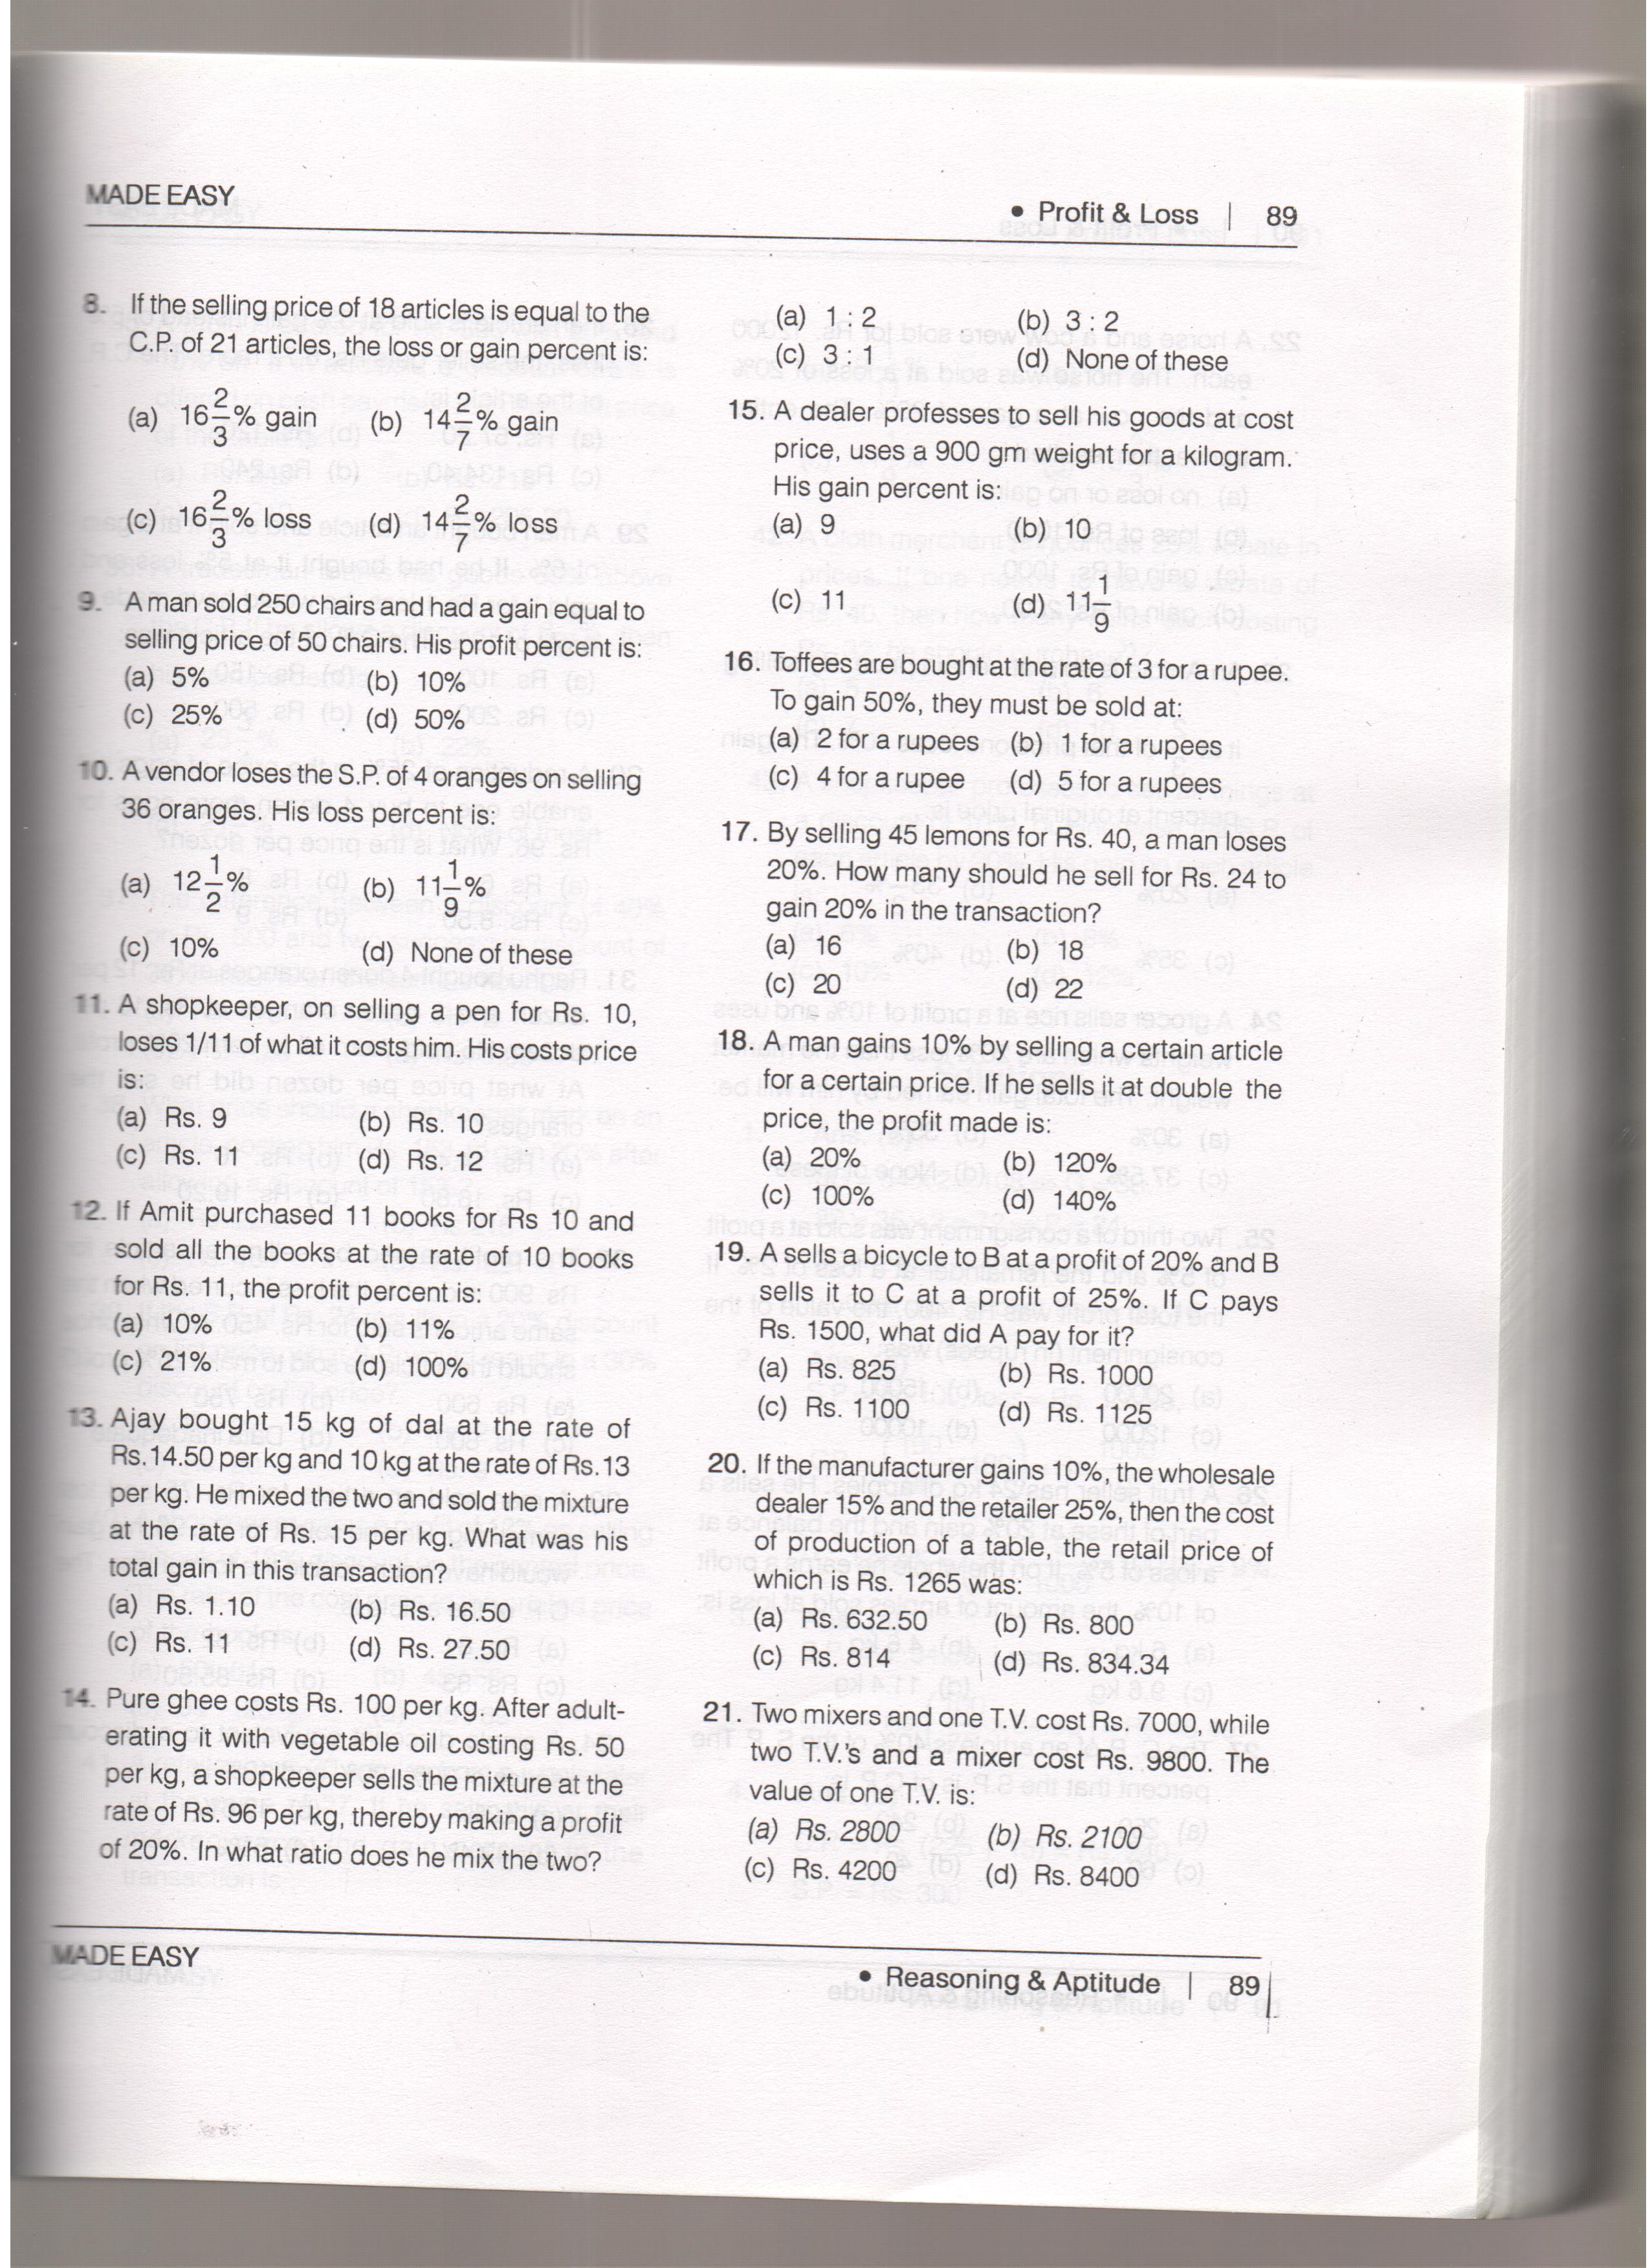 MADE EASY
• Profit & Loss | 89
8. If the selling price of 18 articles is equal to the
C.P. of 21 articles, the loss or gain percent is:
(a) 16 2/3 % gain (b) 14 2/7 % gain
(c) 16 2/3 % loss (d) 14 2/7 % loss
9. A man sold 250 chairs and had a gain equal to
selling price of 50 chairs. His profit percent is:
(a) 5% (b) 10%
(c) 25% (d) 50%
10. A vendor loses the S.P. of 4 oranges on selling
36 oranges. His loss percent is:
(a) 12 1/2 % (b) 11 1/9 %
(c) 10% (d) None of these
11. A shopkeeper, on selling a pen for Rs. 10,
loses 1/11 of what it costs him. His costs price
is:
(a) Rs. 9 (b) Rs. 10
(c) Rs. 11 (d) Rs. 12
12. If Amit purchased 11 books for Rs 10 and
sold all the books at the rate of 10 books
for Rs. 11, the profit percent is:
(a) 10% (b) 11%
(c) 21% (d) 100%
13. Ajay bought 15 kg of dal at the rate of
Rs.14.50 per kg and 10 kg at the rate of Rs.13
per kg. He mixed the two and sold the mixture
at the rate of Rs. 15 per kg. What was his
total gain in this transaction?
(a) Rs. 1.10 (b) Rs. 16.50
(c) Rs. 11 (d) Rs. 27.50
14. Pure ghee costs Rs. 100 per kg. After adult-
erating it with vegetable oil costing Rs. 50
per kg, a shopkeeper sells the mixture at the
rate of Rs. 96 per kg, thereby making a profit
of 20%. In what ratio does he mix the two?
(a) 1 : 2 (b) 3 : 2
(c) 3 : 1 (d) None of these
15. A dealer professes to sell his goods at cost
price, uses a 900 gm weight for a kilogram.
His gain percent is:
(a) 9 (b) 10
(c) 11 (d) 11 1/9
16. Toffees are bought at the rate of 3 for a rupee.
To gain 50%, they must be sold at:
(a) 2 for a rupees (b) 1 for a rupees
(c) 4 for a rupee (d) 5 for a rupees
17. By selling 45 lemons for Rs. 40, a man loses
20%. How many should he sell for Rs. 24 to
gain 20% in the transaction?
(a) 16 (b) 18
(c) 20 (d) 22
18. A man gains 10% by selling a certain article
for a certain price. If he sells it at double the
price, the profit made is:
(a) 20% (b) 120%
(c) 100% (d) 140%
19. A sells a bicycle to B at a profit of 20% and B
sells it to C at a profit of 25%. If C pays
Rs. 1500, what did A pay for it?
(a) Rs. 825 (b) Rs. 1000
(c) Rs. 1100 (d) Rs. 1125
20. If the manufacturer gains 10%, the wholesale
dealer 15% and the retailer 25%, then the cost
of production of a table, the retail price of
which is Rs. 1265 was:
(a) Rs. 632.50 (b) Rs. 800
(c) Rs. 814 (d) Rs. 834.34
21. Two mixers and one T.V. cost Rs. 7000, while
two T.V.'s and a mixer cost Rs. 9800. The
value of one T.V. is:
(a) Rs. 2800 (b) Rs. 2100
(c) Rs. 4200 (d) Rs. 8400
MADE EASY
• Reasoning & Aptitude | 89